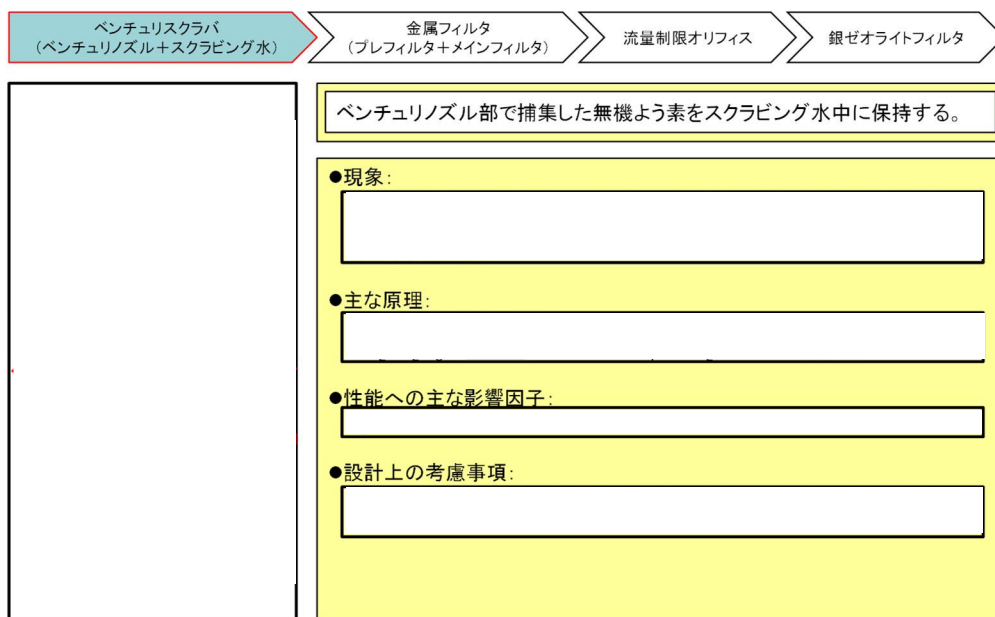 ベンチュリスクラバ
(ベンチュリノズル+スクラビング水)
金属フィルタ
(プレフィルタ+メインフィルタ)
流量制限オリフィス
銀ゼオライトフィルタ
ベンチュリノズル部で捕集した無機よう素をスクラビング水中に保持する。
●現象:
●主な原理:
●性能への主な影響因子:
●設計上の考慮事項: